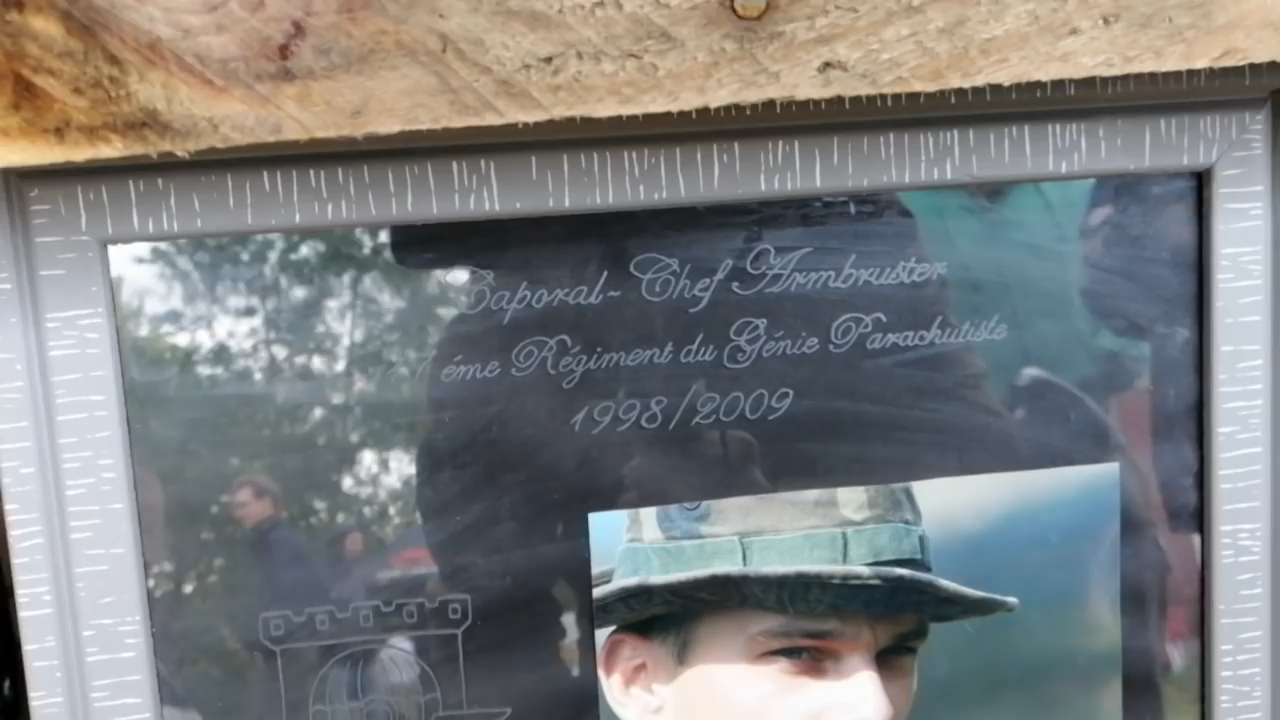 Caporal-Chef Armbruster
éme Régiment du Génie Parachutiste
1998/2009